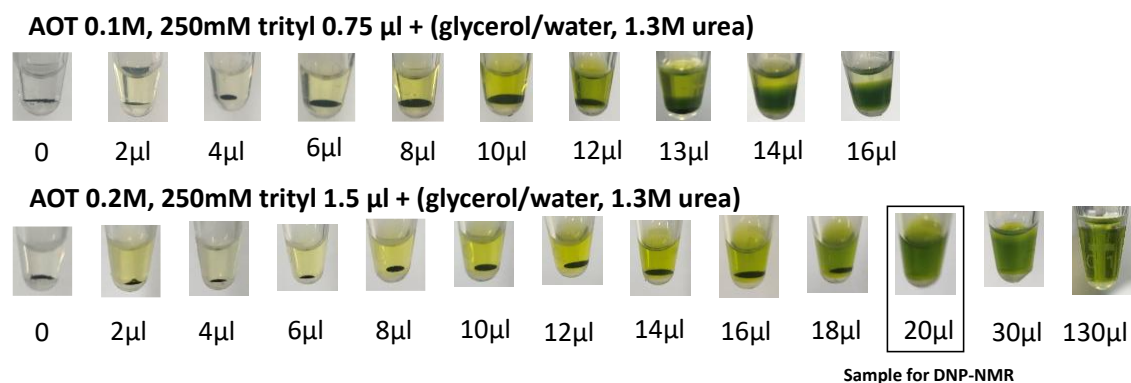 AOT 0.1M, 250mM trityl 0.75 µl + (glycerol/water, 1.3M urea)
0 2µl 4µl 6µl 8µl 10µl 12µl 13µl 14µl 16µl
AOT 0.2M, 250mM trityl 1.5 µl + (glycerol/water, 1.3M urea)
0 2µl 4µl 6µl 8µl 10µl 12µl 14µl 16µl 18µl 20µl 30µl 130µl
Sample for DNP-NMR